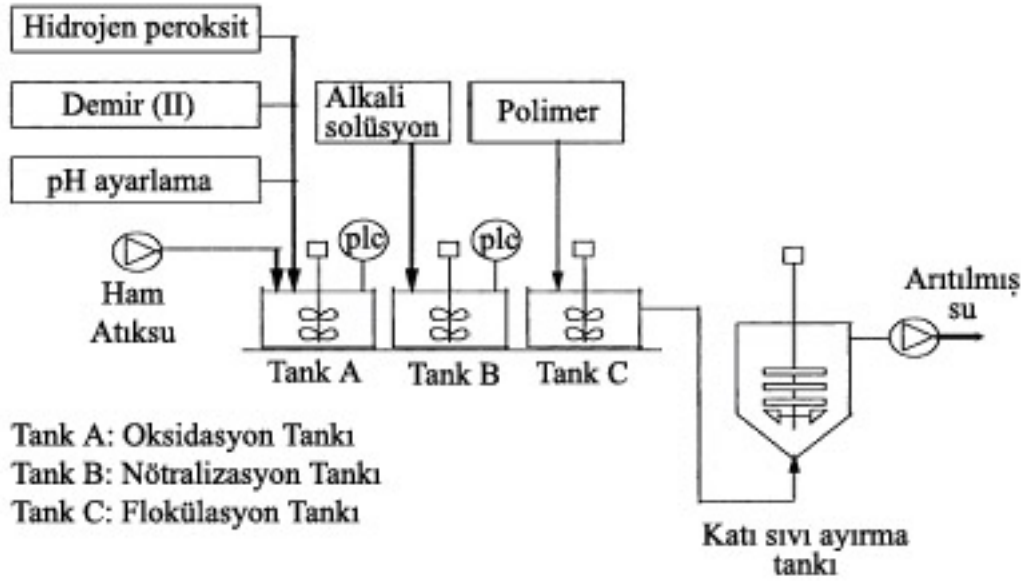 Hidrojen peroksit
Demir (II)
pH ayarlama
Alkali
solüsyon
Polimer
plc
plc
Ham
Atıksu
Arıtılmış
su
Tank A
Tank B
Tank C
Tank A: Oksidasyon Tankı
Tank B: Nötralizasyon Tankı
Tank C: Flokülasyon Tankı
Katı sıvı ayırma
tankı